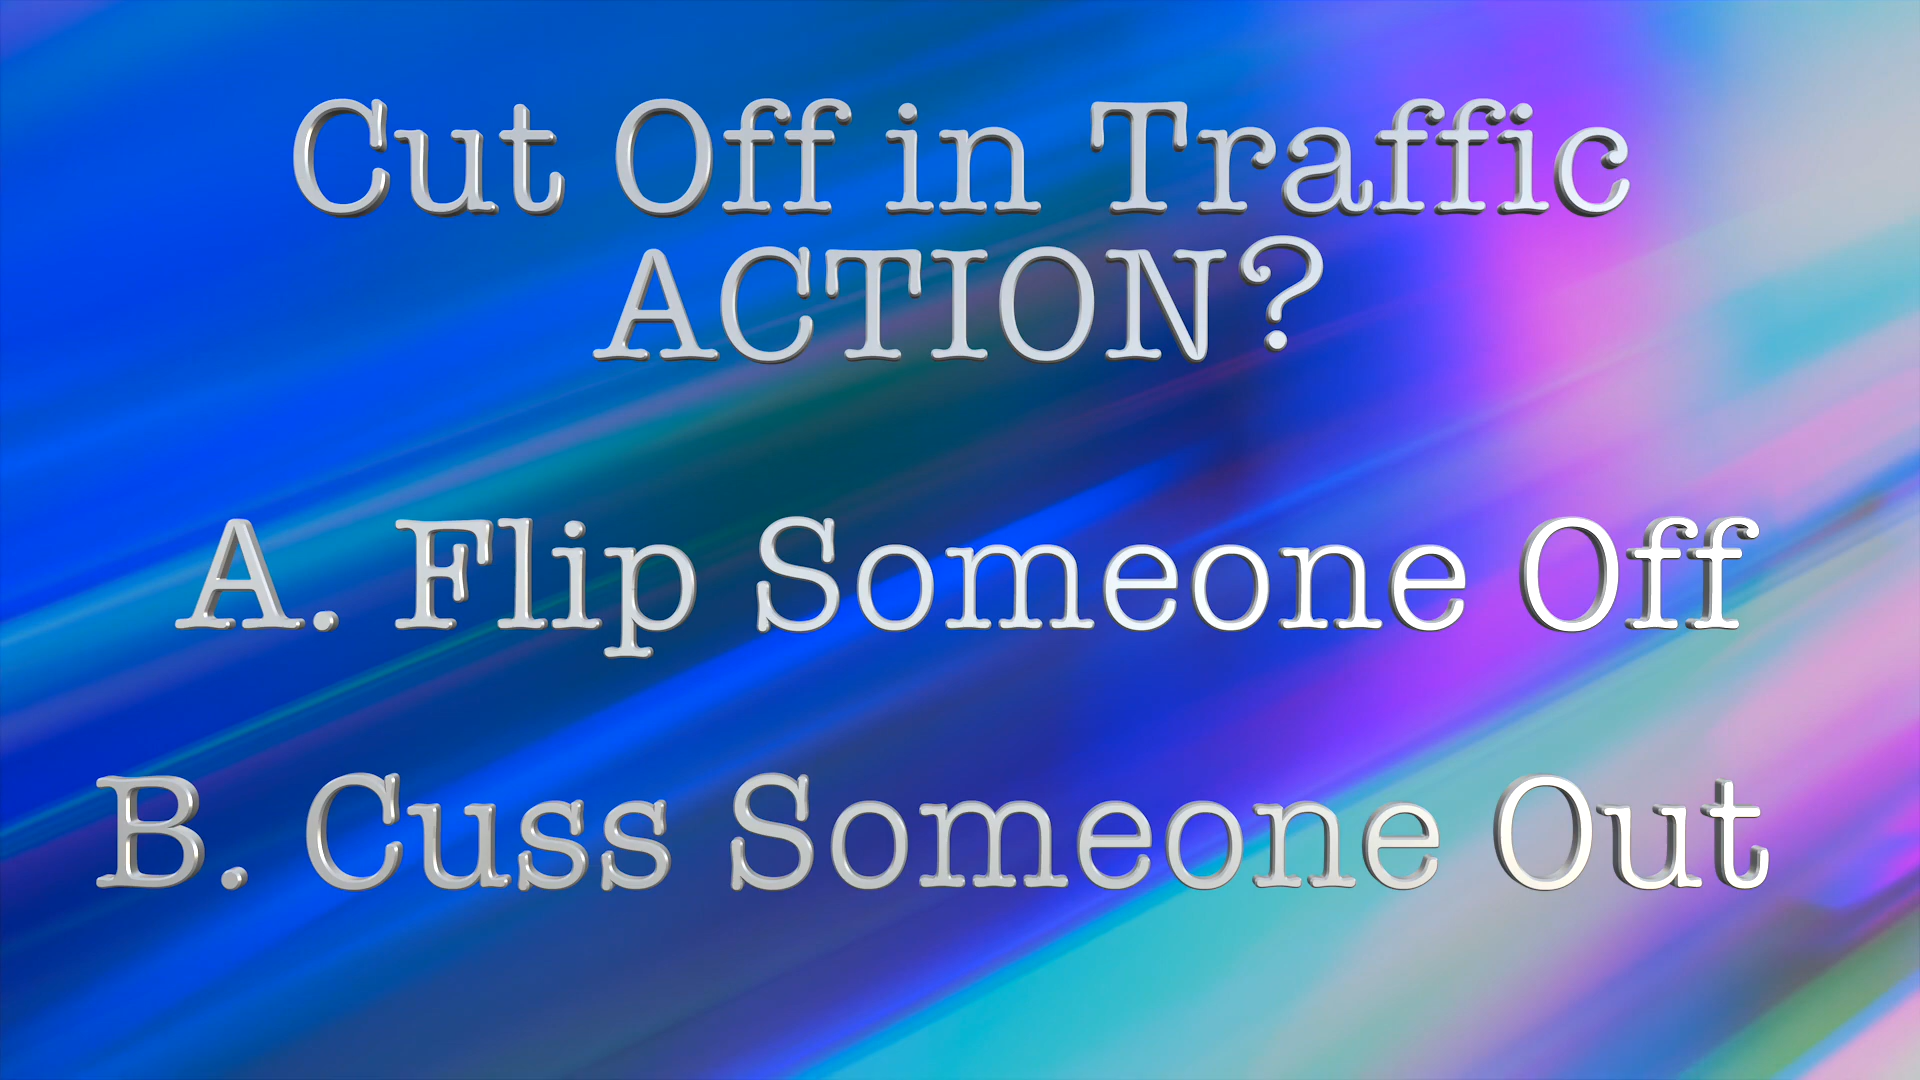 Cut Off in Traffic
ACTION?
A. Flip Someone Off
B. Cuss Someone Out